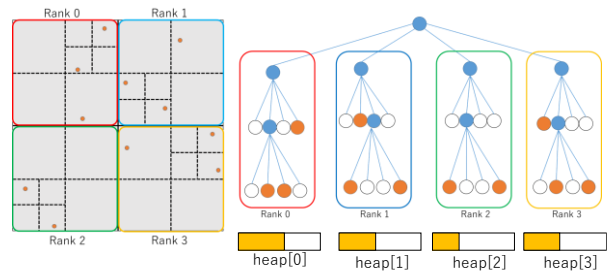 Rank 0
Rank 1
Rank 2
Rank 3
Rank 0
Rank 1
Rank 2
Rank 3
heap[0]
heap[1]
heap[2]
heap[3]